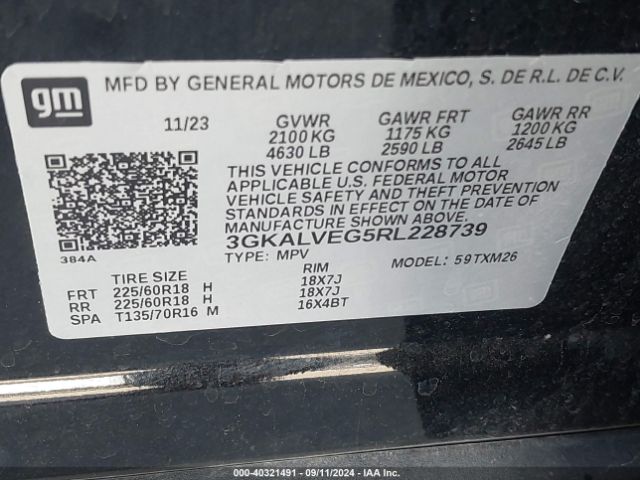 gm
MFD BY GENERAL MOTORS DE MEXICO, S. DE R.L. DE C.V.
11/23 GVWR GAWR FRT GAWR RR
2100 KG 1175 KG 1200 KG
4630 LB 2590 LB 2645 LB
THIS VEHICLE CONFORMS TO ALL
APPLICABLE U.S. FEDERAL MOTOR
VEHICLE SAFETY AND THEFT PREVENTION
STANDARDS IN EFFECT ON THE DATE OF
MANUFACTURE SHOWN ABOVE.
384A
3GKALVEG5RL228739
TYPE: MPV MODEL: 59TXM26
TIRE SIZE RIM
FRT 225/60R18 H 18X7J
RR 225/60R18 H 18X7J
SPA T135/70R16 M 16X4BT
000-40321491 - 09/11/2024 - IAA Inc.